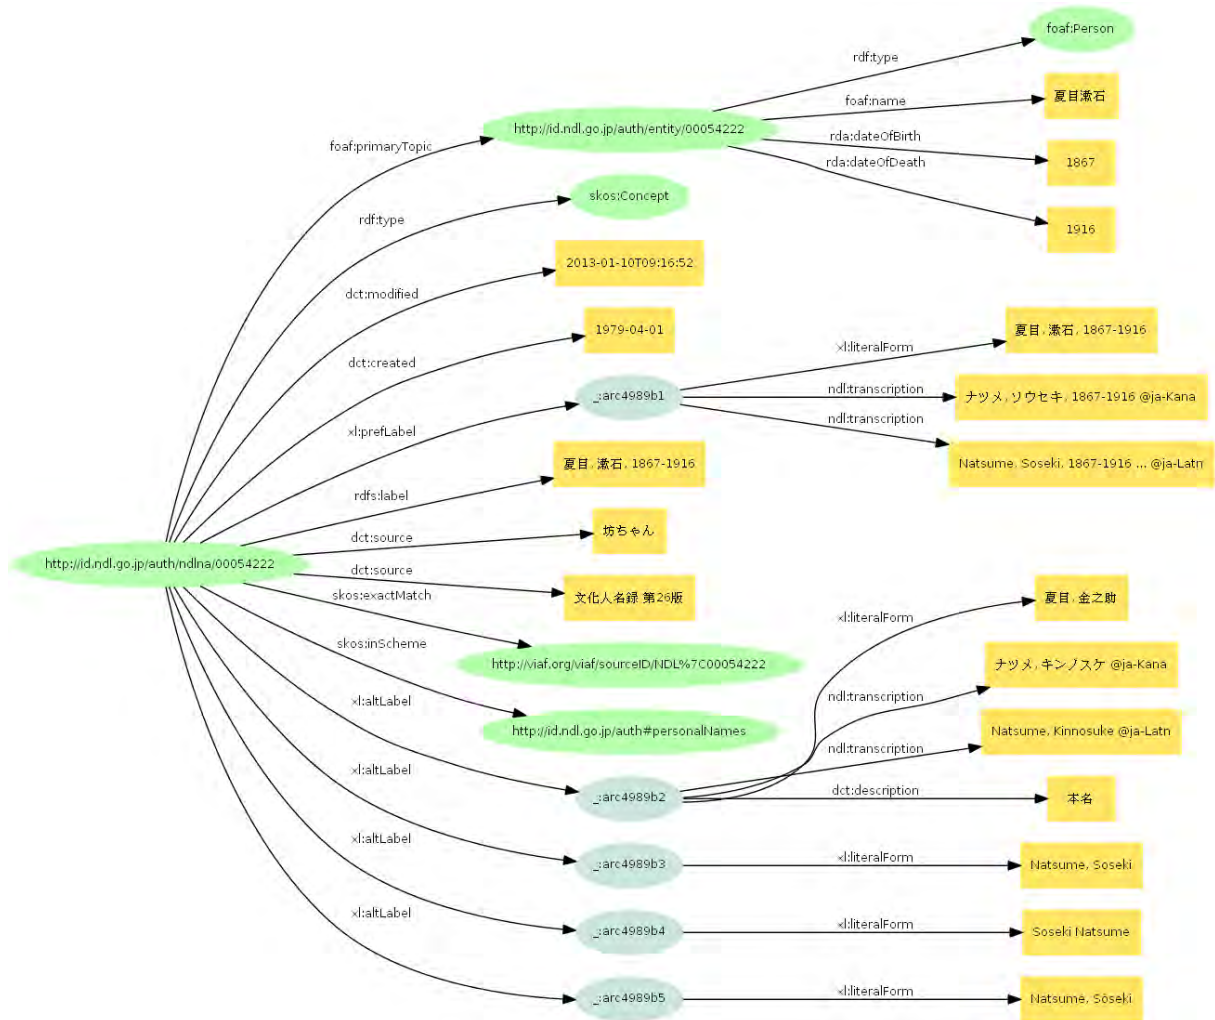 foaf:Person
rdf:type
夏目漱石
foaf:name
http://id.ndl.go.jp/auth/entity/00054222
rda:dateOfBirth
foaf:primaryTopic
1867
rda:dateOfDeath
skos:Concept
rdf:type
1916
2013-01-10T09:16:52
dct:modified
1979-04-01
夏目, 漱石, 1867-1916
xl:literalForm
dct:created
ndl:transcription
_:arc4989b1
ナツメ, ソウセキ, 1867-1916 @ja-Kana
ndl:transcription
xl:prefLabel
夏目, 漱石, 1867-1916
Natsume, Soseki, 1867-1916 ... @ja-Latn
rdfs:label
坊ちゃん
dct:source
http://id.ndl.go.jp/auth/ndlna/00054222
dct:source
skos:exactMatch
文化人名録 第26版
夏目, 金之助
xl:literalForm
skos:inScheme
http://viaf.org/viaf/sourceID/NDL%7C00054222
ナツメ, キンノスケ @ja-Kana
ndl:transcription
xl:altLabel
http://id.ndl.go.jp/auth#personalNames
Natsume, Kinnosuke @ja-Latn
ndl:transcription
xl:altLabel
dct:description
_:arc4989b2
本名
xl:altLabel
xl:literalForm
_:arc4989b3
Natsume, Soseki
xl:altLabel
xl:literalForm
_:arc4989b4
Soseki Natsume
xl:literalForm
_:arc4989b5
Natsume, Sōseki